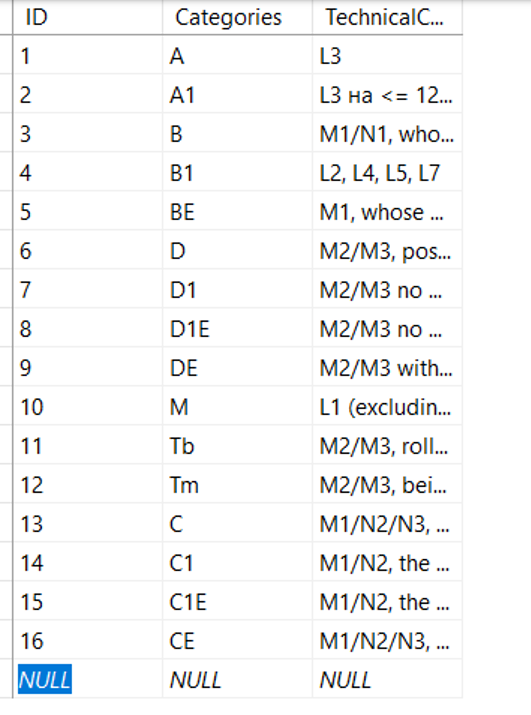 ID Categories TechnicalC...
1 A L3
2 A1 L3 на <= 12...
3 B M1/N1, who...
4 B1 L2, L4, L5, L7
5 BE M1, whose ...
6 D M2/M3, pos...
7 D1 M2/M3 no ...
8 D1E M2/M3 no ...
9 DE M2/M3 with...
10 M L1 (excludin...
11 Tb M2/M3, roll...
12 Tm M2/M3, bei...
13 C M1/N2/N3, ...
14 C1 M1/N2, the ...
15 C1E M1/N2, the ...
16 CE M1/N2/N3, ...
NULL NULL NULL